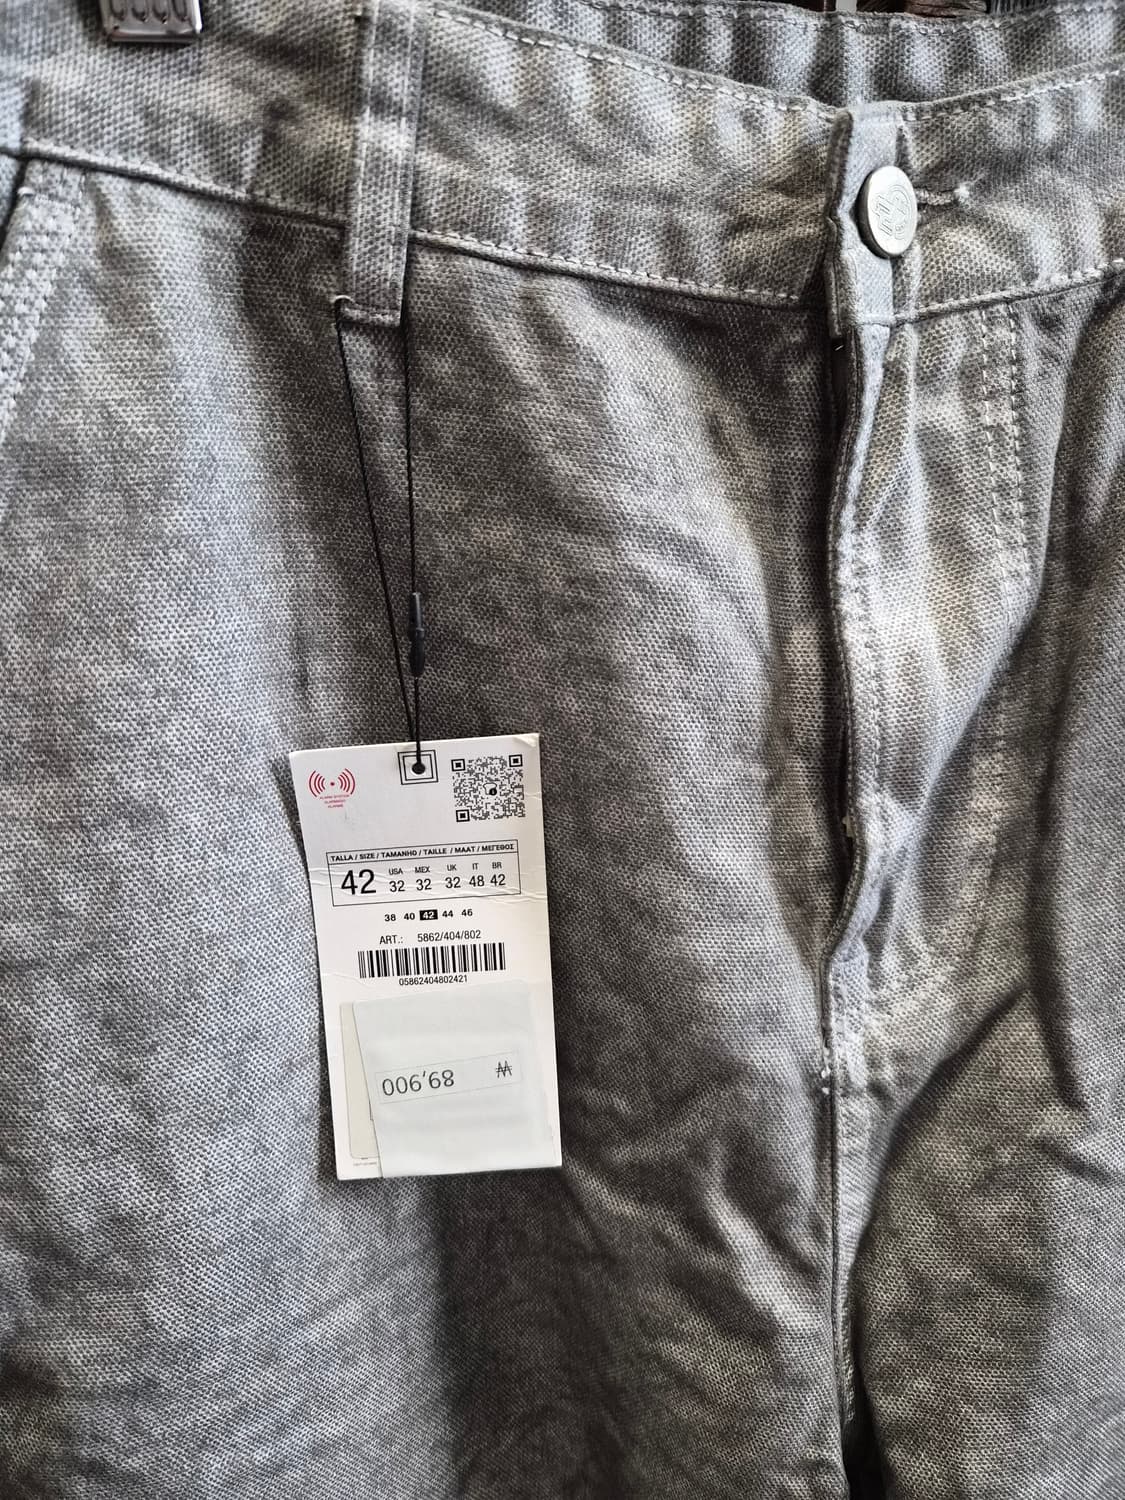 TALLA / SIZE / TAMANHO / TAILLE / MAAT / ΜΕΓΕΘΟΣ
42 USA 32 MEX 32 UK 32 IT 48 BR 42
38 40 42 44 46
ART.: 5862/404/802
05862404802421
₩ 89,900